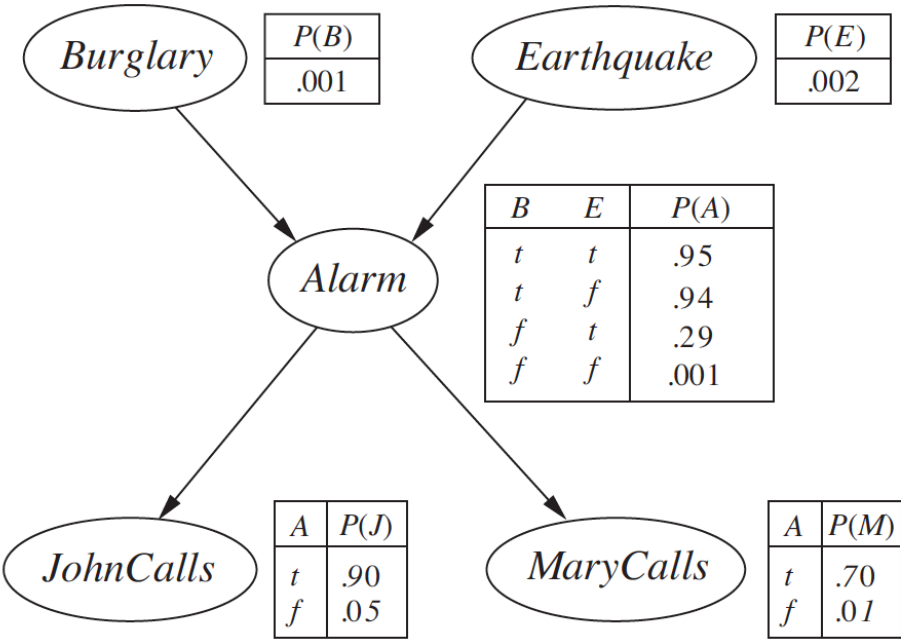 Burglary
P(B)
.001
Earthquake
P(E)
.002
B E P(A)
t t .95
t f .94
f t .29
f f .001
Alarm
JohnCalls
A P(J)
t .90
f .05
MaryCalls
A P(M)
t .70
f .01